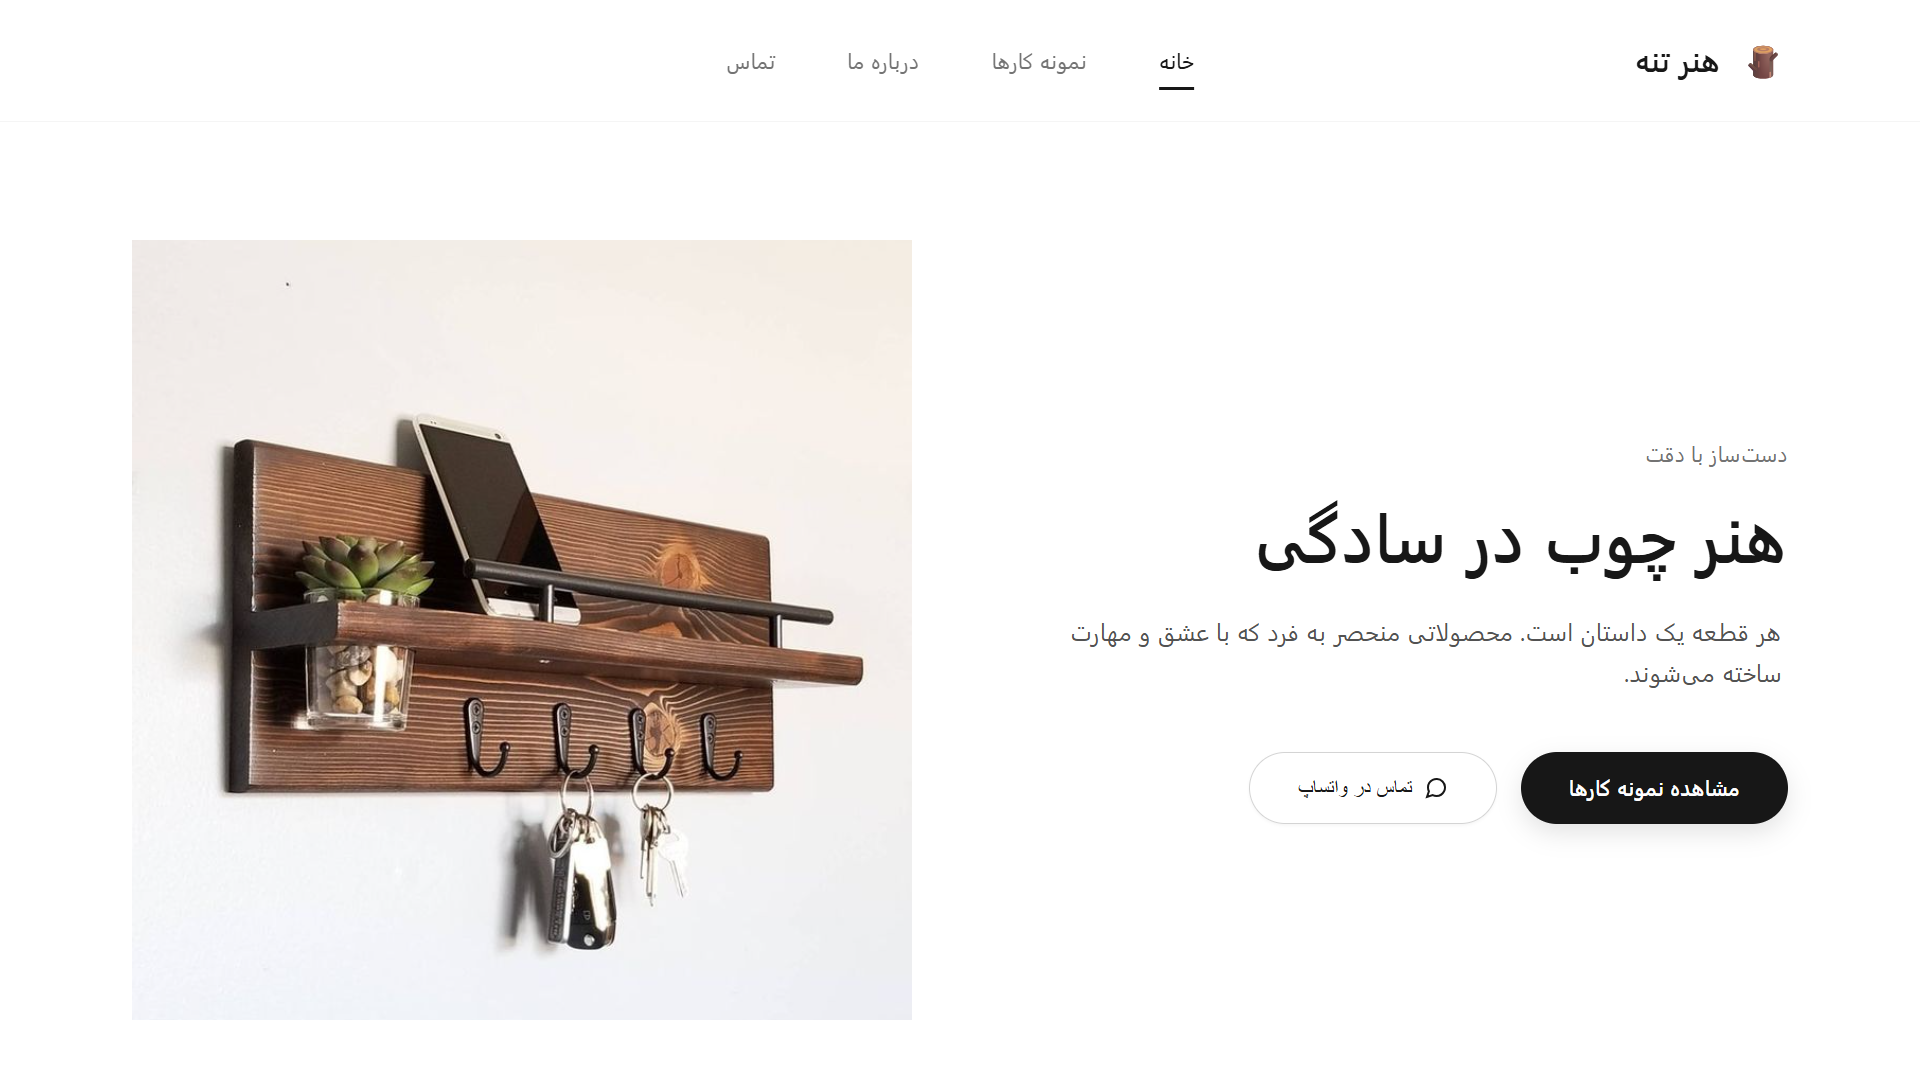 هنر تنه
خانه
نمونه کارها
درباره ما
تماس
دست‌ساز با دقت
هنر چوب در سادگی
هر قطعه یک داستان است. محصولاتی منحصر به فرد که با عشق و مهارت
ساخته می‌شوند.
مشاهده نمونه کارها
تماس در واتساپ